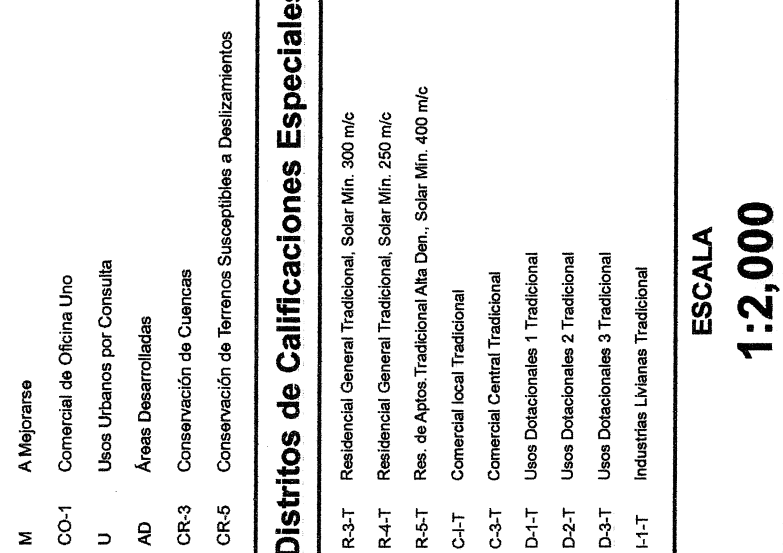 M A Mejorarse
CO-1 Comercial de Oficina Uno
U Usos Urbanos por Consulta
AD Áreas Desarrolladas
CR-3 Conservación de Cuencas
CR-5 Conservación de Terrenos Susceptibles a Deslizamientos
Distritos de Calificaciones Especiales
R-3-T Residencial General Tradicional, Solar Mín. 300 m/c
R-4-T Residencial General Tradicional, Solar Mín. 250 m/c
R-5-T Res. de Aptos.Tradicional Alta Den., Solar Mín. 400 m/c
C-I-T Comercial local Tradicional
C-3-T Comercial Central Tradicional
D-1-T Usos Dotacionales 1 Tradicional
D-2-T Usos Dotacionales 2 Tradicional
D-3-T Usos Dotacionales 3 Tradicional
I-1-T Industrias Livianas Tradicional
ESCALA
1:2,000